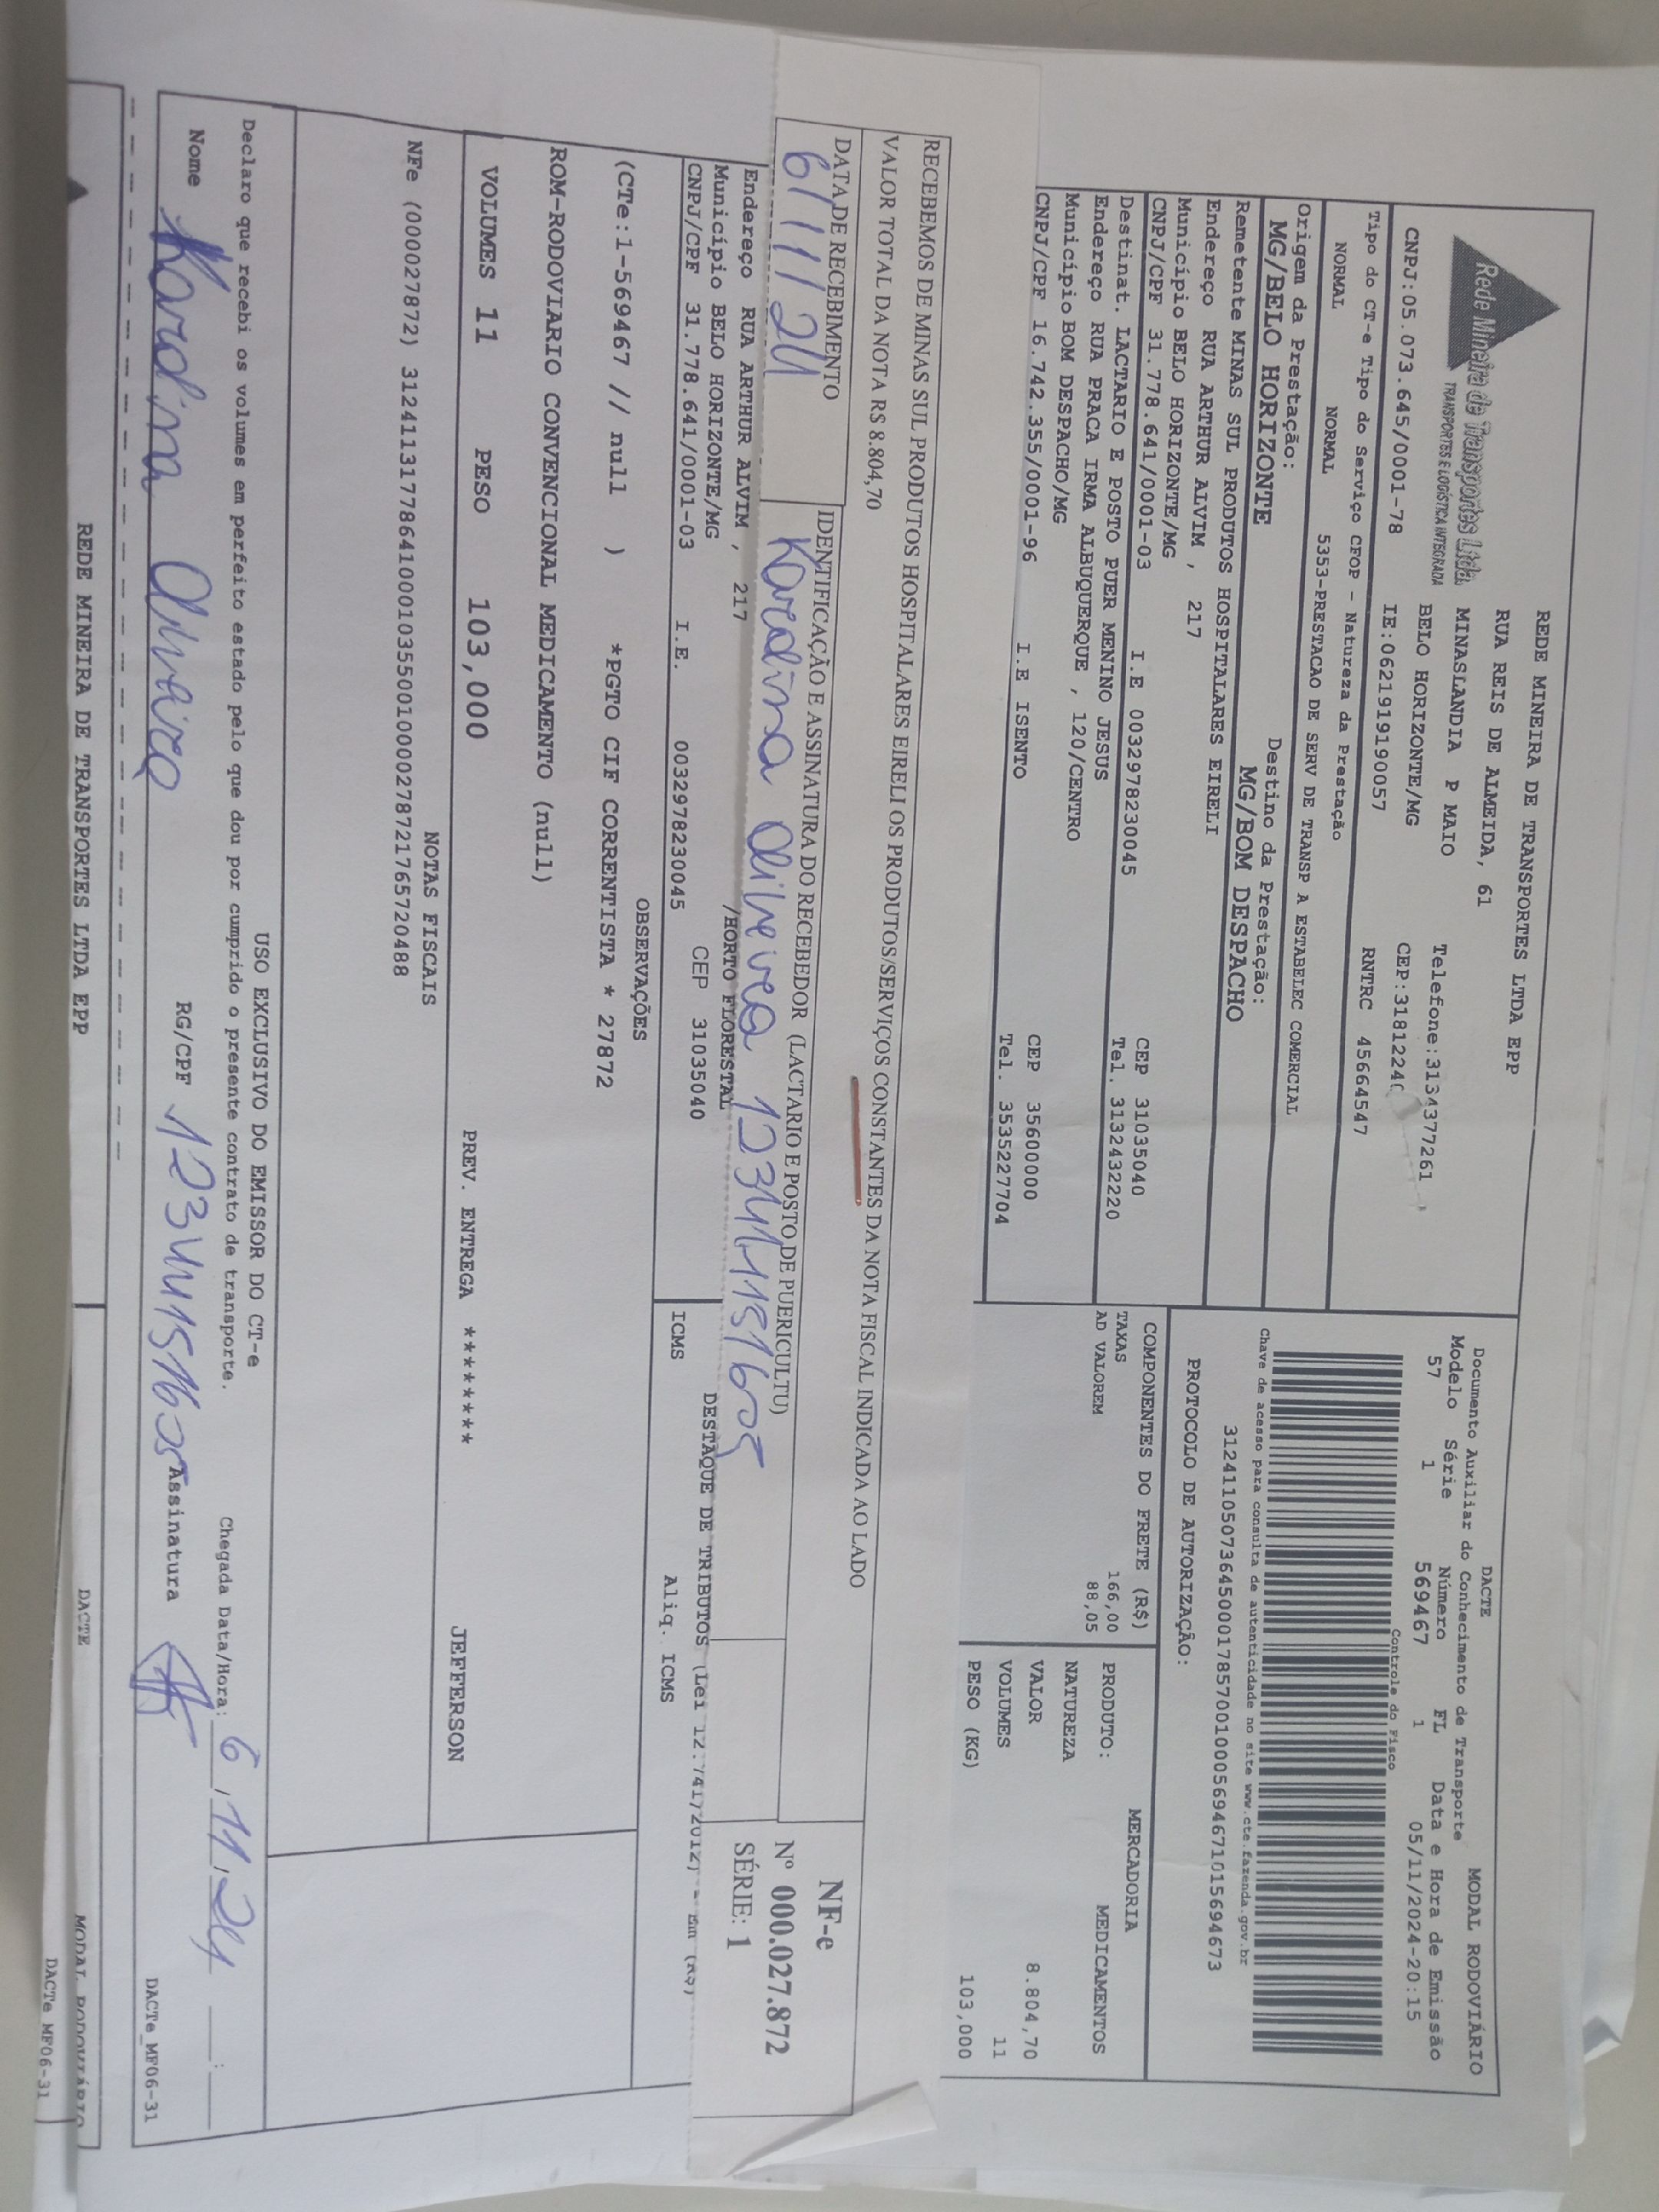 Rede Mineira de Transportes Ltda.
TRANSPORTES E LOGÍSTICA INTEGRADA
REDE MINEIRA DE TRANSPORTES LTDA EPP
RUA REIS DE ALMEIDA, 61
MINASLANDIA P MAIO Telefone:3134377261
BELO HORIZONTE/MG CEP:3181224
CNPJ:05.073.645/0001-78 IE:0621919190057 RNTRC 45664547
Tipo do CT-e Tipo do Serviço CFOP - Natureza da Prestação
NORMAL NORMAL 5353-PRESTACAO DE SERV DE TRANSP A ESTABELEC COMERCIAL
Origem da Prestação: Destino da Prestação:
MG/BELO HORIZONTE MG/BOM DESPACHO
Remetente MINAS SUL PRODUTOS HOSPITALARES EIRELI
Endereço RUA ARTHUR ALVIM , 217
Município BELO HORIZONTE/MG CEP 31035040
CNPJ/CPF 31.778.641/0001-03 I.E 0032978230045 Tel. 3132432220
Destinat. LACTARIO E POSTO PUER MENINO JESUS
Endereço RUA PRACA IRMA ALBUQUERQUE , 120/CENTRO
Município BOM DESPACHO/MG CEP 35600000
CNPJ/CPF 16.742.355/0001-96 I.E ISENTO Tel. 3535227704
DACTE MODAL RODOVIÁRIO
Documento Auxiliar do Conhecimento de Transporte
Modelo Série Número FL Data e Hora de Emissão
57 1 569467 1 05/11/2024-20:15
Controle do Fisco
Chave de acesso para consulta de autenticidade no site www.cte.fazenda.gov.br
31241105073645000178570010005694671015694673
PROTOCOLO DE AUTORIZAÇÃO:
COMPONENTES DO FRETE (R$)
TAXAS 166,00
AD VALOREM 88,05
MERCADORIA
PRODUTO: MEDICAMENTOS
NATUREZA
VALOR 8.804,70
VOLUMES 11
PESO (KG) 103,000
RECEBEMOS DE MINAS SUL PRODUTOS HOSPITALARES EIRELI OS PRODUTOS/SERVIÇOS CONSTANTES DA NOTA FISCAL INDICADA AO LADO
VALOR TOTAL DA NOTA R$ 8.804,70
DATA DE RECEBIMENTO IDENTIFICAÇÃO E ASSINATURA DO RECEBEDOR (LACTARIO E POSTO DE PUERICULTU)
6/11/24 Karolina Oliveira
NF-e
Nº 000.027.872
SÉRIE: 1
Endereço RUA ARTHUR ALVIM , 217 /HORTO FLORESTAL
Município BELO HORIZONTE/MG CEP 31035040
CNPJ/CPF 31.778.641/0001-03 I.E. 0032978230045
DESTAQUE DE TRIBUTOS (Lei 12.741/2012) - Em (R$)
ICMS Aliq. ICMS
OBSERVAÇÕES
(CTe:1-569467 // null ) *PGTO CIF CORRENTISTA * 27872
ROM-RODOVIARIO CONVENCIONAL MEDICAMENTO (null)
VOLUMES 11 PESO 103,000 PREV. ENTREGA ******** JEFFERSON
NOTAS FISCAIS
NFe (000027872) 31241131778641000103550010000278721765720488
USO EXCLUSIVO DO EMISSOR DO CT-e
Declaro que recebi os volumes em perfeito estado pelo que dou por cumprido o presente contrato de transporte. Chegada Data/Hora: 6/11/24 __:__
Nome Karolina Oliveira RG/CPF Assinatura
DACTe_MF06-31
REDE MINEIRA DE TRANSPORTES LTDA EPP DACTE MODAL RODOVIÁRIO
DACTe MF06-31